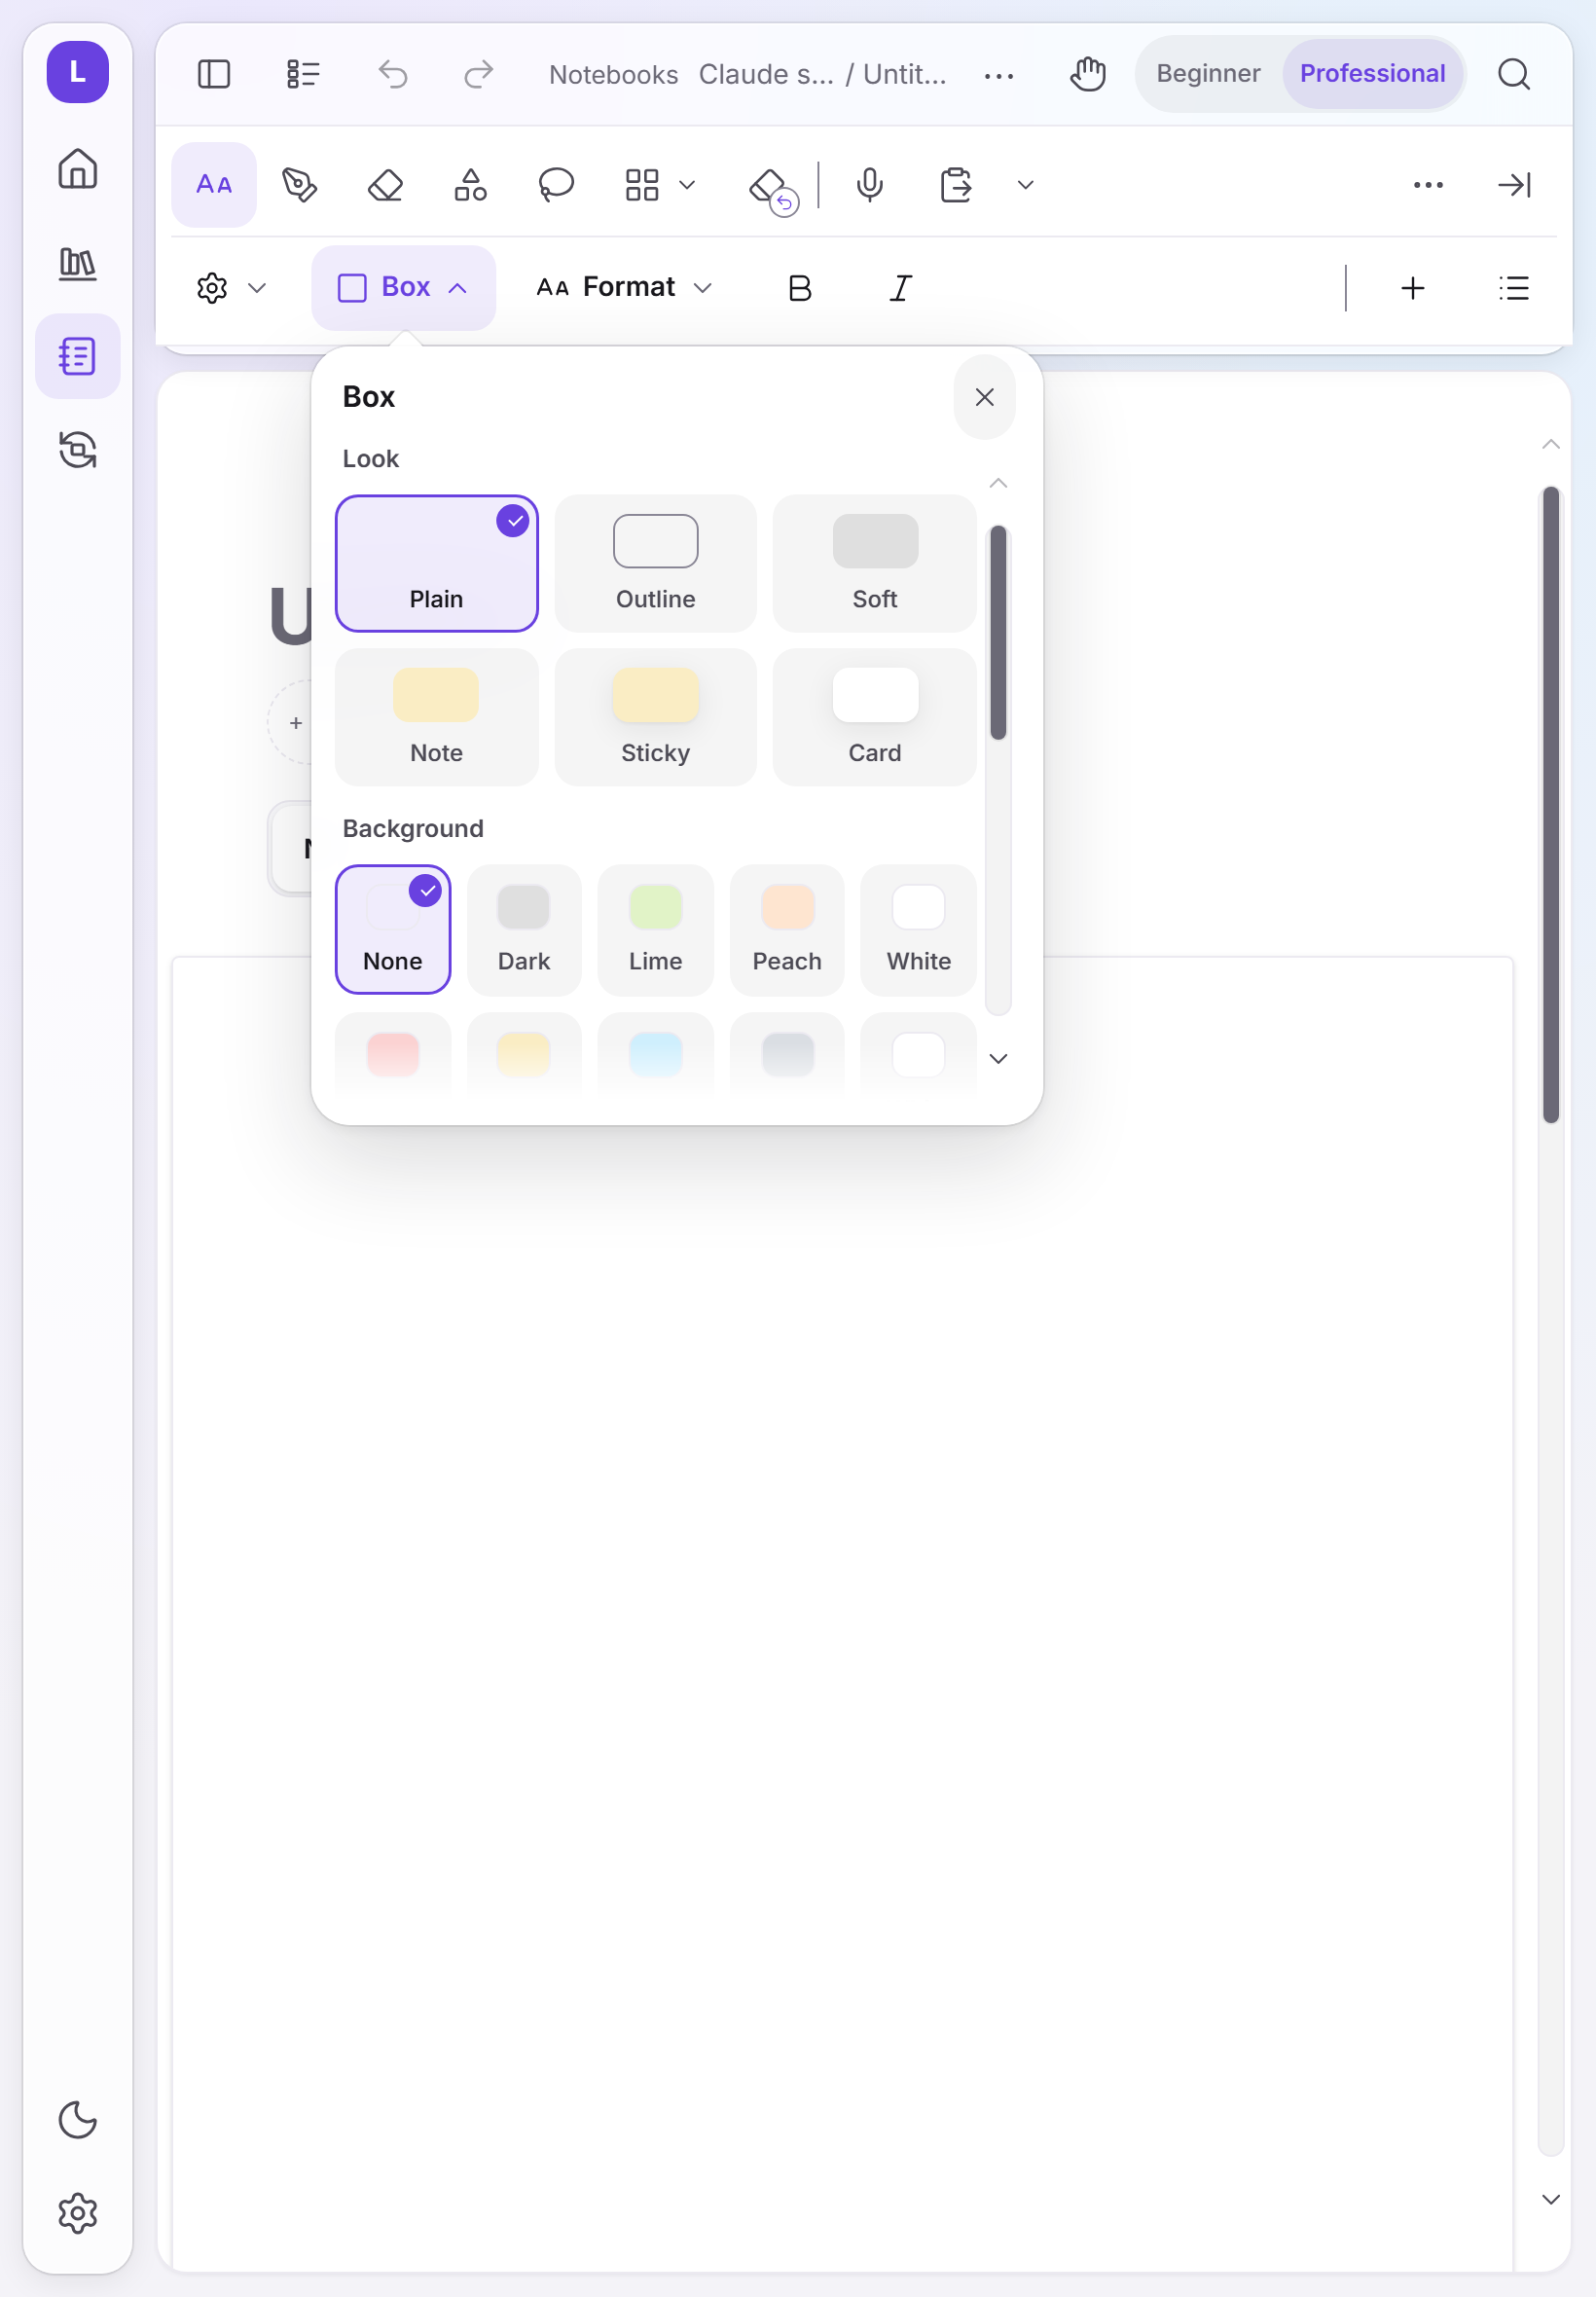 L
Notebooks Claude s... / Untit... Beginner Professional
Aa
Box Aa Format B I
Box
Look
Plain Outline Soft
U
Note Sticky Card
+
Background
None Dark Lime Peach White